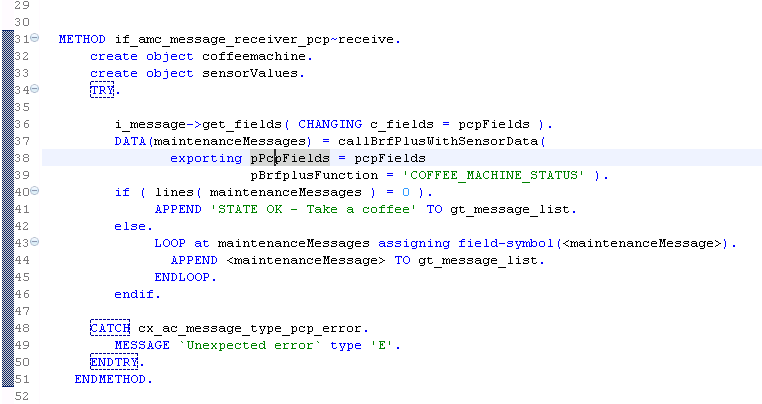 29
30
31 METHOD if_amc_message_receiver_pcp~receive.
32 create object coffeemachine.
33 create object sensorValues.
34 TRY.
35
36 i_message->get_fields( CHANGING c_fields = pcpFields ).
37 DATA(maintenanceMessages) = callBrfPlusWithSensorData(
38 exporting pPcpFields = pcpFields
39 pBrfplusFunction = 'COFFEE_MACHINE_STATUS' ).
40 if ( lines( maintenanceMessages ) = 0 ).
41 APPEND 'STATE OK - Take a coffee' TO gt_message_list.
42 else.
43 LOOP at maintenanceMessages assigning field-symbol(<maintenanceMessage>).
44 APPEND <maintenanceMessage> TO gt_message_list.
45 ENDLOOP.
46 endif.
47
48 CATCH cx_ac_message_type_pcp_error.
49 MESSAGE `Unexpected error` type 'E'.
50 ENDTRY.
51 ENDMETHOD.
52